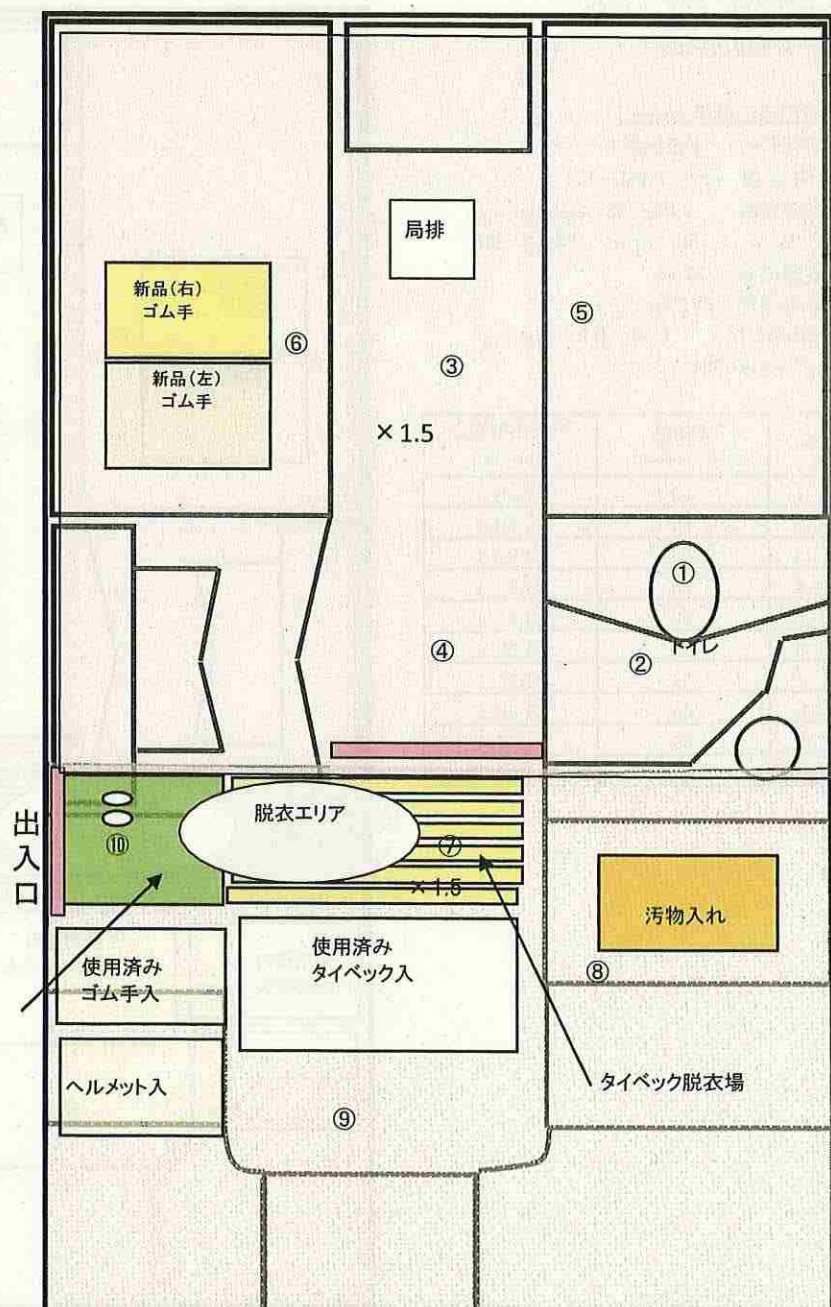 局排
新品(右)
ゴム手
⑥
⑤
③
新品(左)
ゴム手
×1.5
①
トイレ
②
④
出入口
脱衣エリア
⑩
⑦
×1.5
汚物入れ
使用済み
ゴム手入
使用済み
タイベック入
⑧
ヘルメット入
タイベック脱衣場
⑨